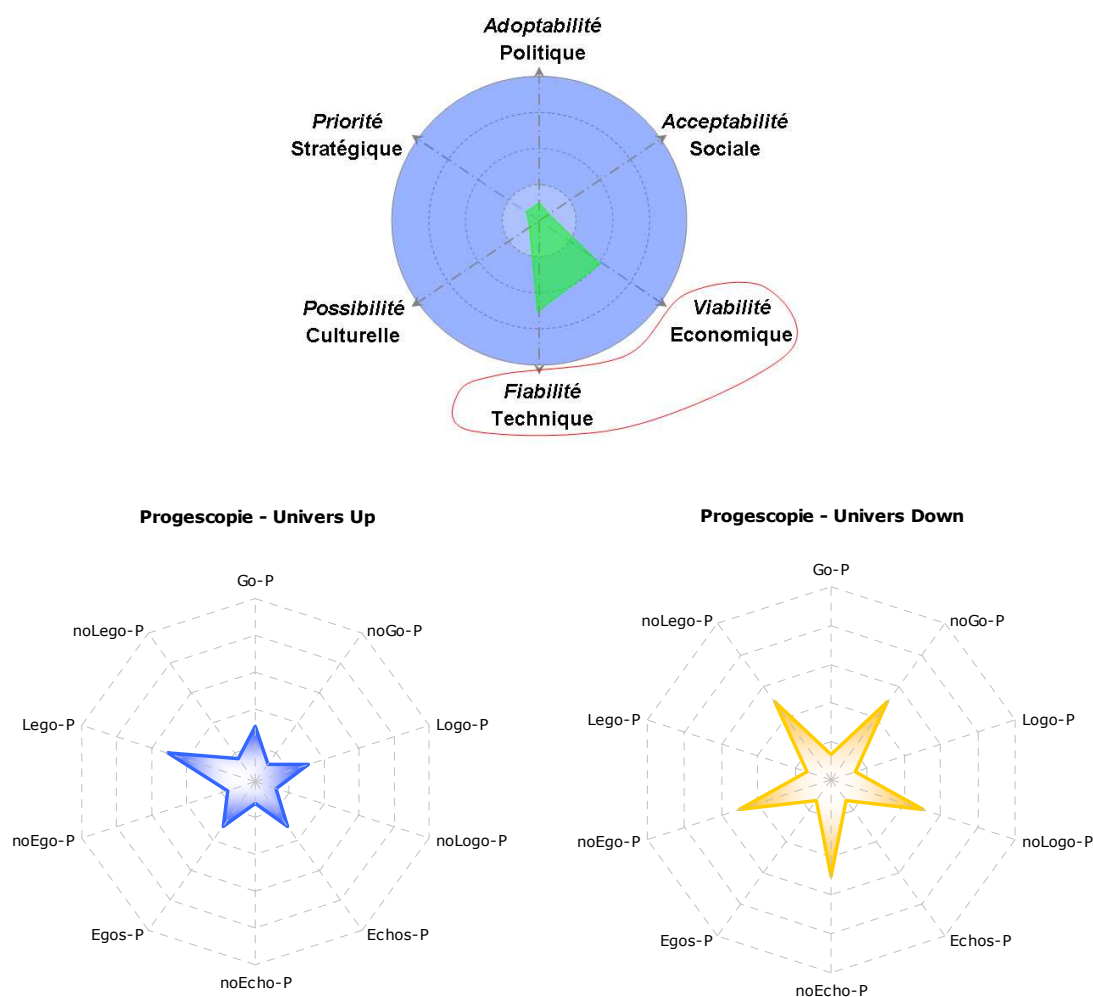 Adoptabilité
Politique
Priorité
Stratégique
Acceptabilité
Sociale
Possibilité
Culturelle
Viabilité
Economique
Fiabilité
Technique
Progescopie - Univers Up
Go-P
noLego-P
noGo-P
Lego-P
Logo-P
noEgo-P
noLogo-P
Egos-P
Echos-P
noEcho-P
Progescopie - Univers Down
Go-P
noLego-P
noGo-P
Lego-P
Logo-P
noEgo-P
noLogo-P
Egos-P
Echos-P
noEcho-P